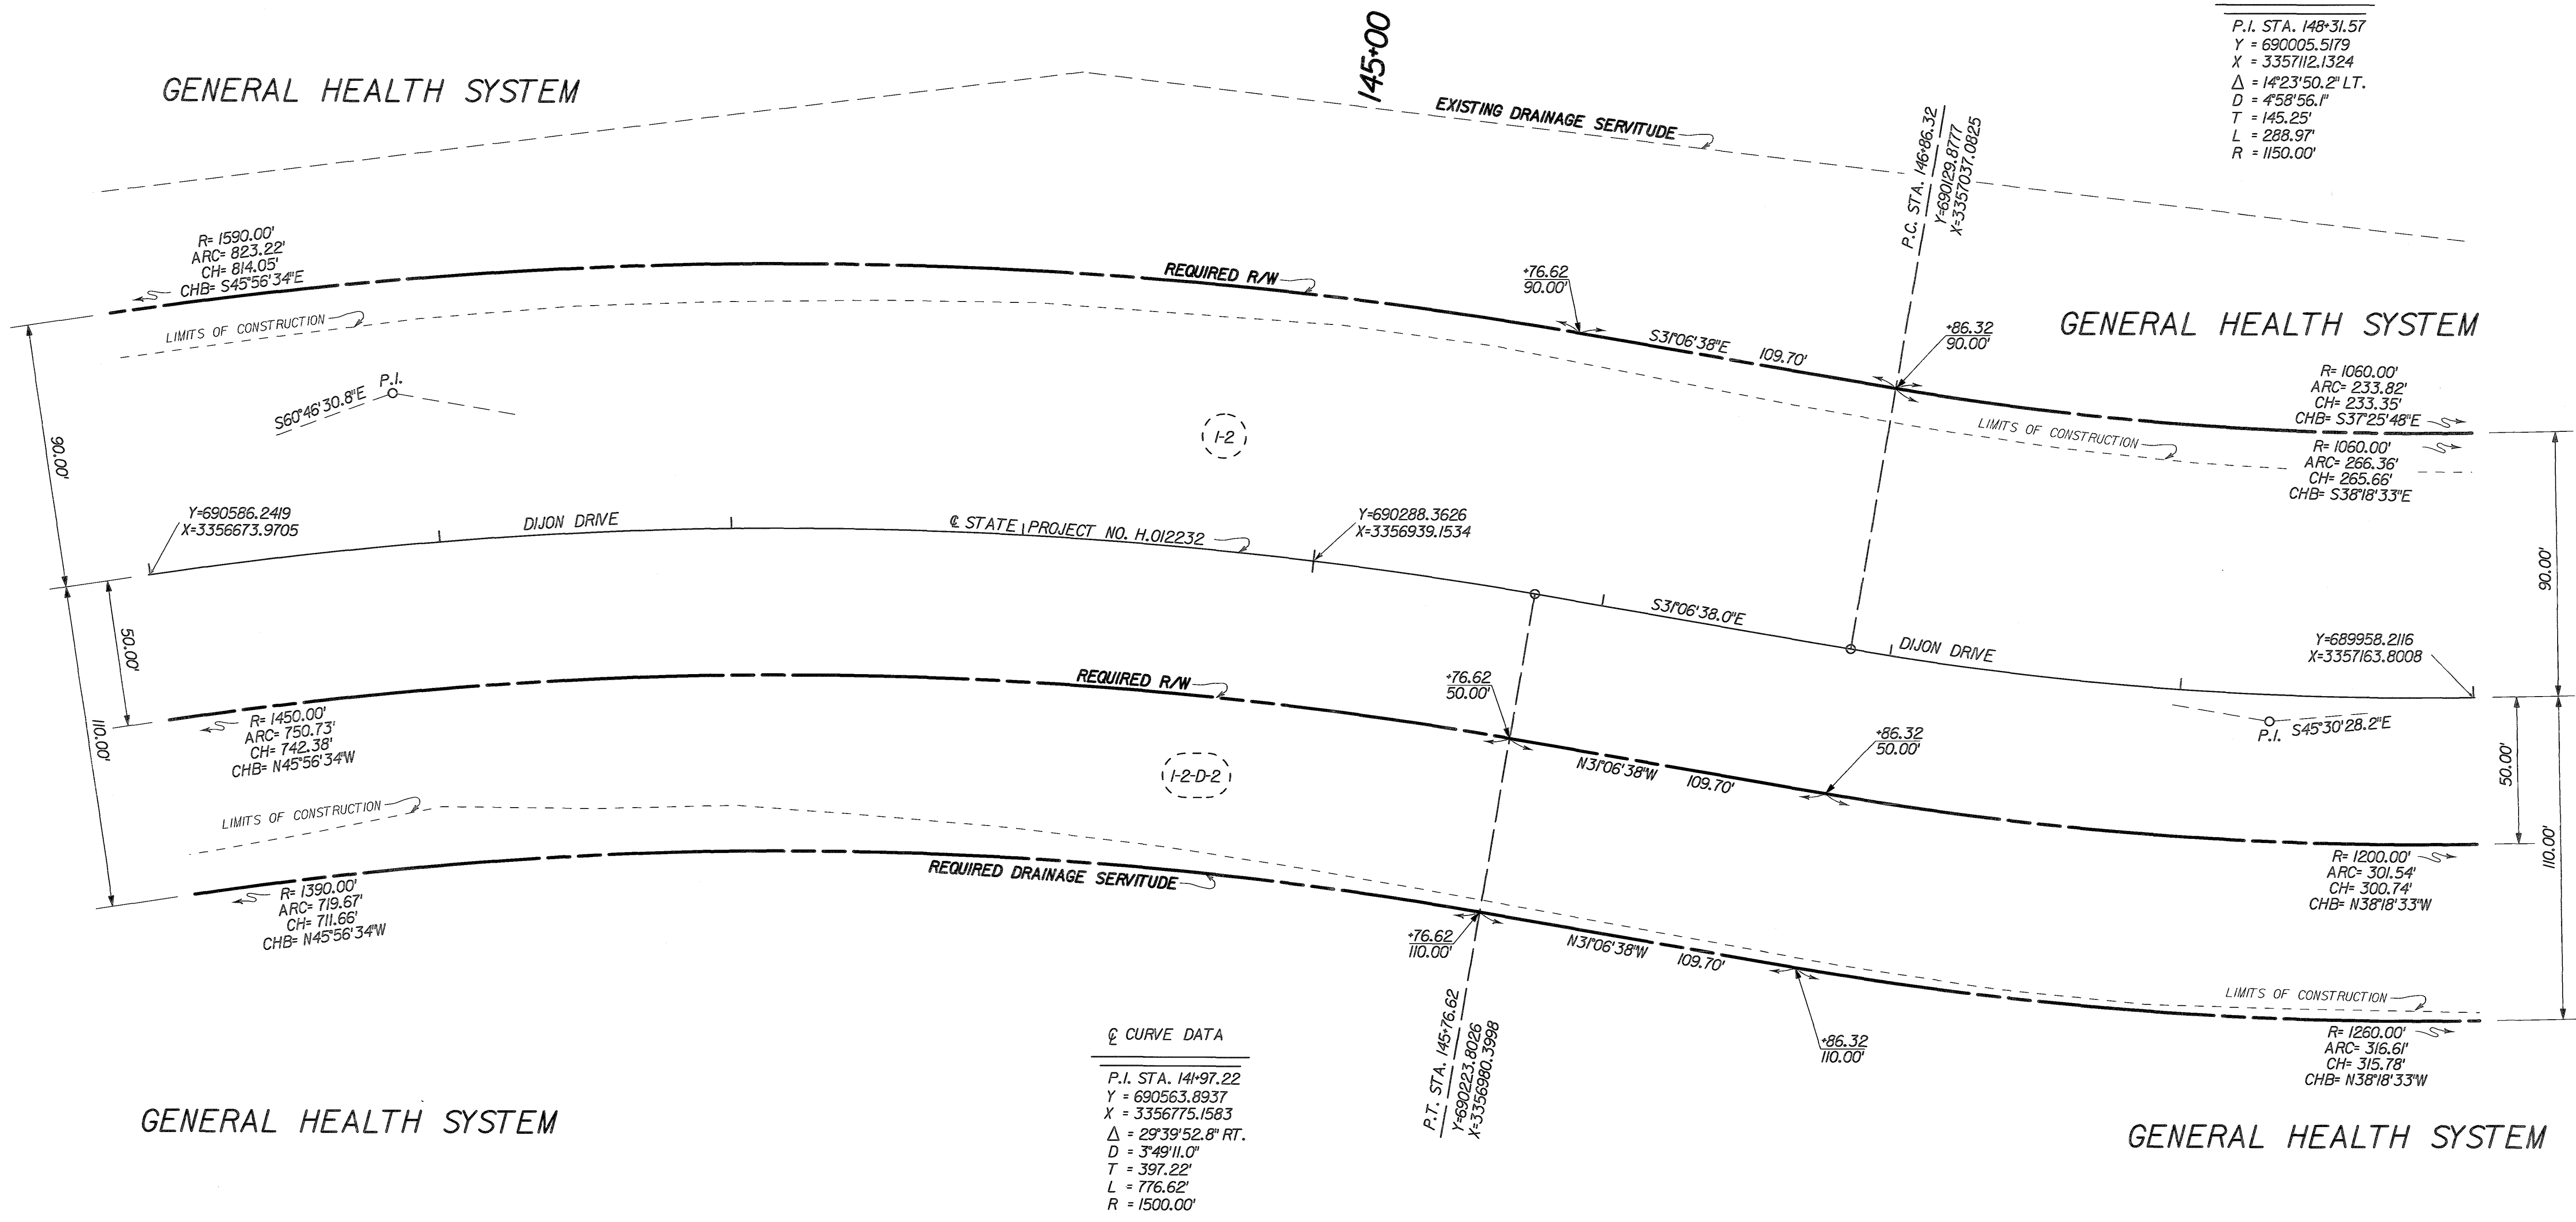 GENERAL HEALTH SYSTEM
145+00
EXISTING DRAINAGE SERVITUDE
P.C. STA. 146+86.32
Y=690129.8777
X=3357037.0825
P.I. STA. 148+31.57
Y = 690005.5179
X = 3357112.1324
Δ = 14°23'50.2" LT.
D = 4°58'56.1"
T = 145.25'
L = 288.97'
R = 1150.00'
R= 1590.00'
ARC= 823.22'
CH= 814.05'
CHB= S45°56'34"E
REQUIRED R/W
+76.62
90.00'
S31°06'38"E 109.70'
+86.32
90.00'
GENERAL HEALTH SYSTEM
LIMITS OF CONSTRUCTION
R= 1060.00'
ARC= 233.82'
CH= 233.35'
CHB= S37°25'48"E
R= 1060.00'
ARC= 266.36'
CH= 265.66'
CHB= S38°18'33"E
LIMITS OF CONSTRUCTION
P.I.
S60°46'30.8"E
90.00'
1-2
Y=690586.2419
X=3356673.9705
DIJON DRIVE
℄ STATE PROJECT NO. H.012232
Y=690288.3626
X=3356939.1534
90.00'
S31°06'38.0"E
DIJON DRIVE
Y=689958.2116
X=3357163.8008
50.00'
110.00'
REQUIRED R/W
+76.62
50.00'
R= 1450.00'
ARC= 750.73'
CH= 742.38'
CHB= N45°56'34"W
+86.32
50.00'
P.I. S45°30'28.2"E
50.00'
110.00'
1-2-D-2
N31°06'38"W 109.70'
LIMITS OF CONSTRUCTION
REQUIRED DRAINAGE SERVITUDE
R= 1390.00'
ARC= 719.67'
CH= 711.66'
CHB= N45°56'34"W
R= 1200.00'
ARC= 301.54'
CH= 300.74'
CHB= N38°18'33"W
+76.62
110.00'
N31°06'38"W 109.70'
LIMITS OF CONSTRUCTION
+86.32
110.00'
R= 1260.00'
ARC= 316.61'
CH= 315.78'
CHB= N38°18'33"W
P.T. STA. 145+76.62
Y=690223.8026
X=3356980.3998
℄ CURVE DATA
P.I. STA. 141+97.22
Y = 690563.8937
X = 3356775.1583
Δ = 29°39'52.8" RT.
D = 3°49'11.0"
T = 397.22'
L = 776.62'
R = 1500.00'
GENERAL HEALTH SYSTEM
GENERAL HEALTH SYSTEM